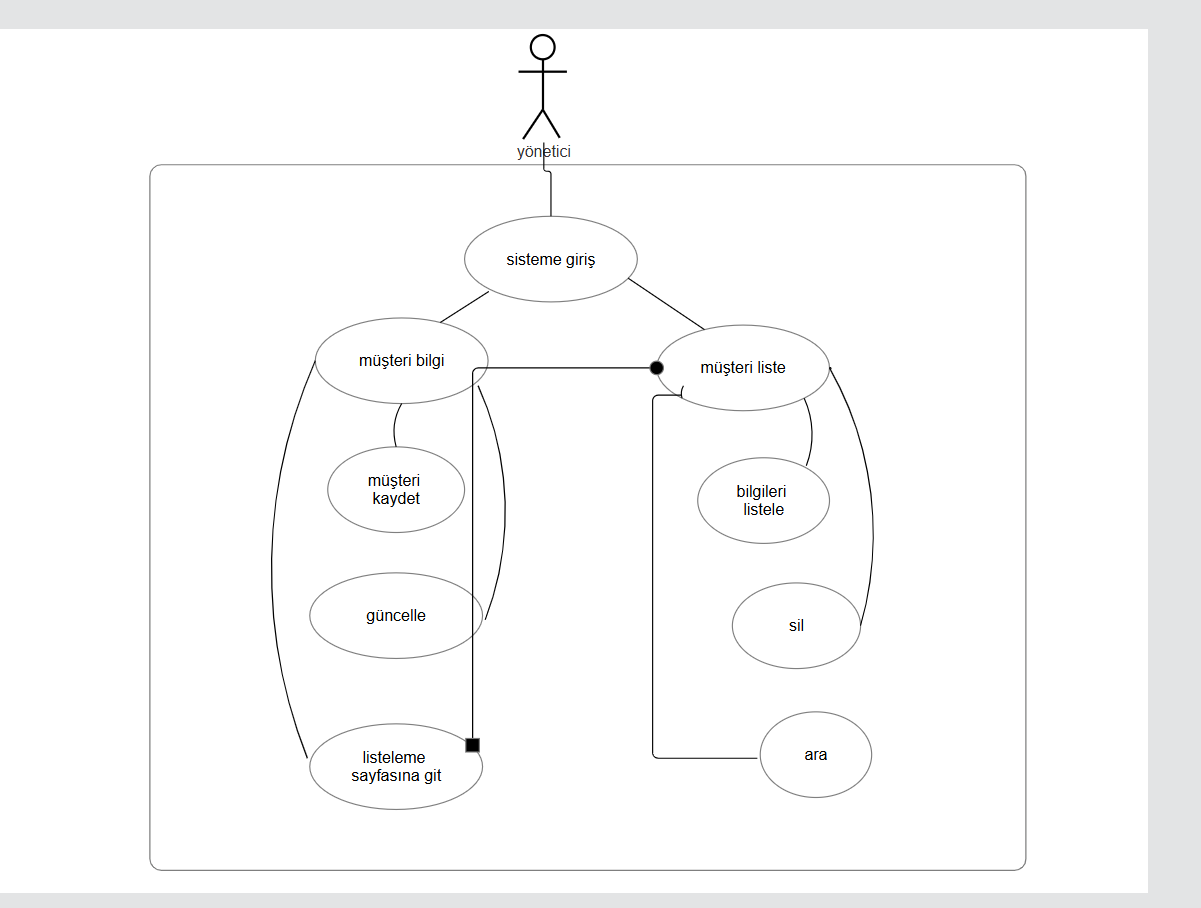 yönetici
sisteme giriş
müşteri bilgi
müşteri liste
müşteri
kaydet
bilgileri
listele
güncelle
sil
listeleme
sayfasına git
ara